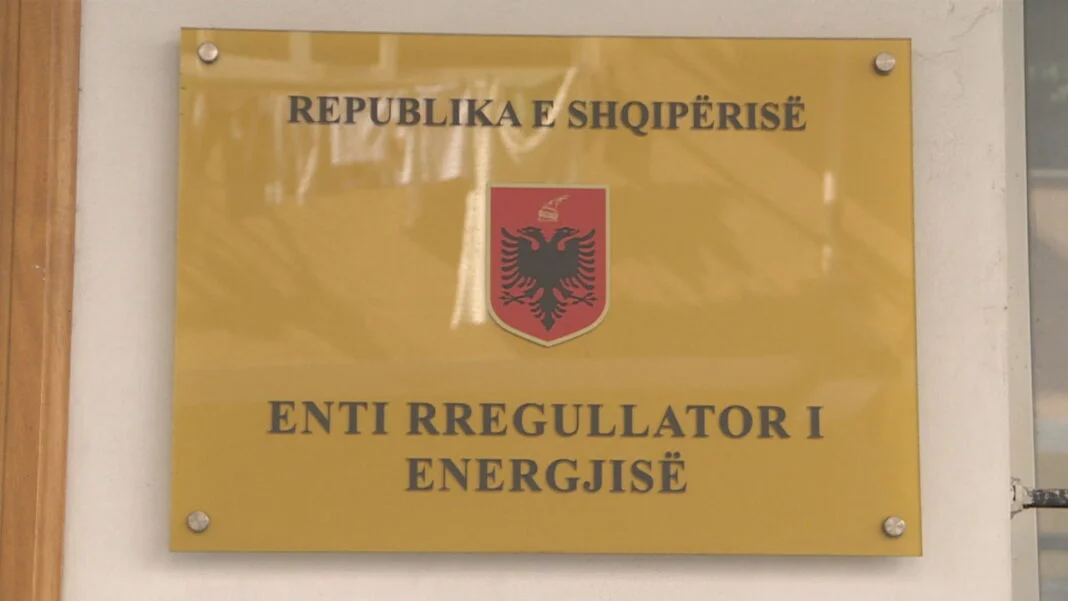 REPUBLIKA E SHQIPËRISË
ENTI RREGULLATOR I
ENERGJISË